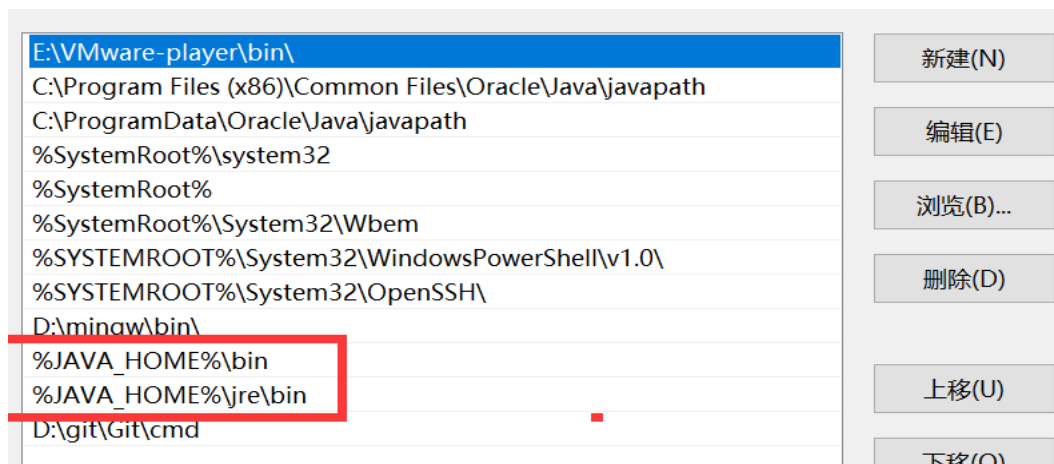 E:\VMware-player\bin\
C:\Program Files (x86)\Common Files\Oracle\Java\javapath
C:\ProgramData\Oracle\Java\javapath
%SystemRoot%\system32
%SystemRoot%
%SystemRoot%\System32\Wbem
%SYSTEMROOT%\System32\WindowsPowerShell\v1.0\
%SYSTEMROOT%\System32\OpenSSH\
D:\mingw\bin\
%JAVA_HOME%\bin
%JAVA_HOME%\jre\bin
D:\git\Git\cmd
新建(N)
编辑(E)
浏览(B)...
删除(D)
上移(U)
下移(O)